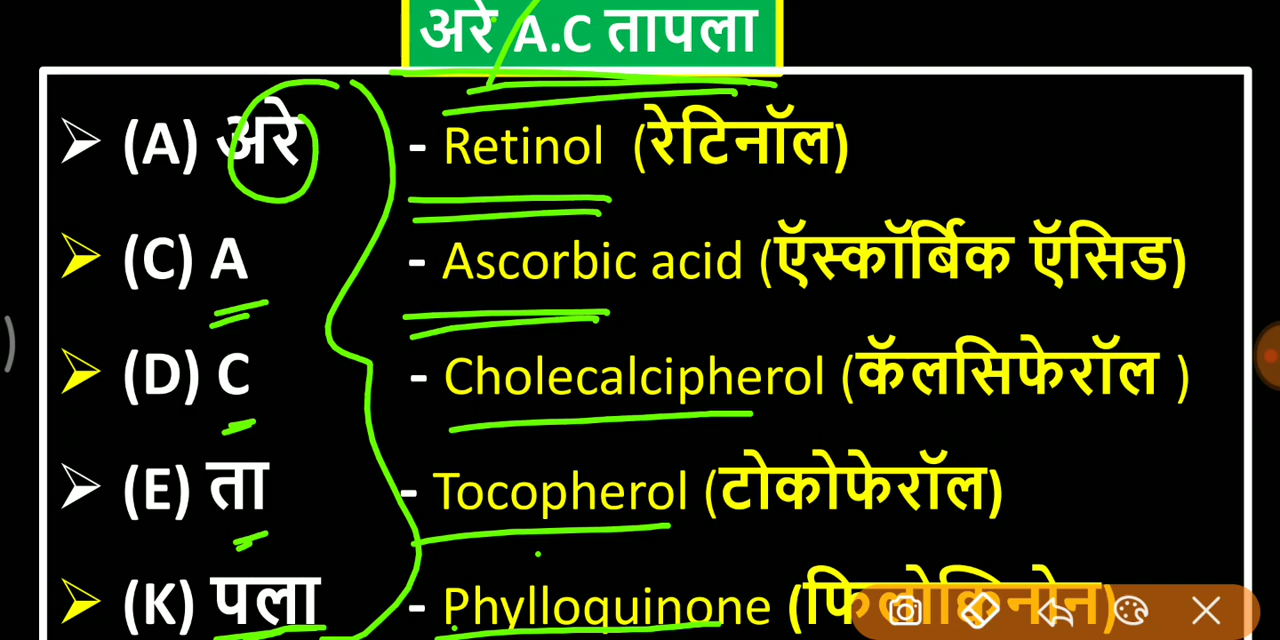 अरे A.C तापला
(A) अरे - Retinol (रेटिनॉल)
(C) A - Ascorbic acid (ऍस्कॉर्बिक ऍसिड)
(D) C - Cholecalcipherol (कॅलसिफेरॉल )
(E) ता - Tocopherol (टोकोफेरॉल)
(K) पला - Phylloquinone (फिलोक्विनोन)